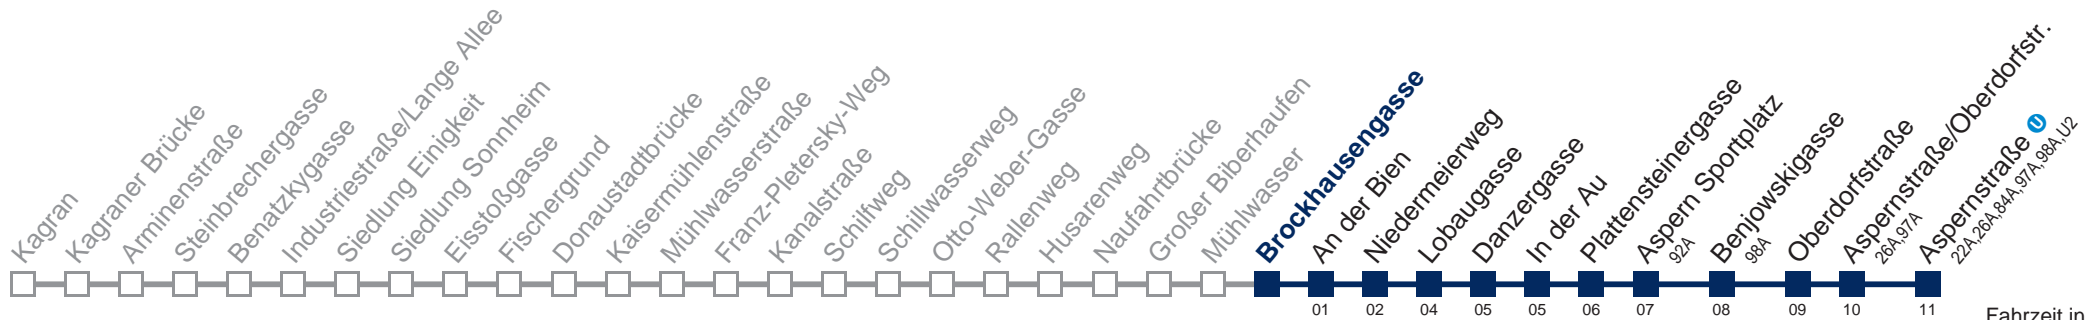 Kagran
Kagraner Brücke
Arminenstraße
Steinbrechergasse
Benatzkygasse
Industriestraße/Lange Allee
Siedlung Einigkeit
Siedlung Sonnheim
Eisstoßgasse
Fischergrund
Donaustadtbrücke
Kaisermühlenstraße
Mühlwasserstraße
Franz-Pletersky-Weg
Kanalstraße
Schilfweg
Schillwasserweg
Otto-Weber-Gasse
Rallenweg
Husarenweg
Naufahrtbrücke
Großer Biberhaufen
Mühlwasser
Brockhausengasse
An der Bien
Niedermeierweg
Lobaugasse
Danzergasse
In der Au
Plattensteinergasse
Aspern Sportplatz
92A
Benjowskigasse
98A
Oberdorfstraße
Aspernstraße/Oberdorfstr.
26A,97A
Aspernstraße U
22A,26A,84A,97A,98A,U2
01 02 04 05 05 06 07 08 09 10 11
Fahrzeit in